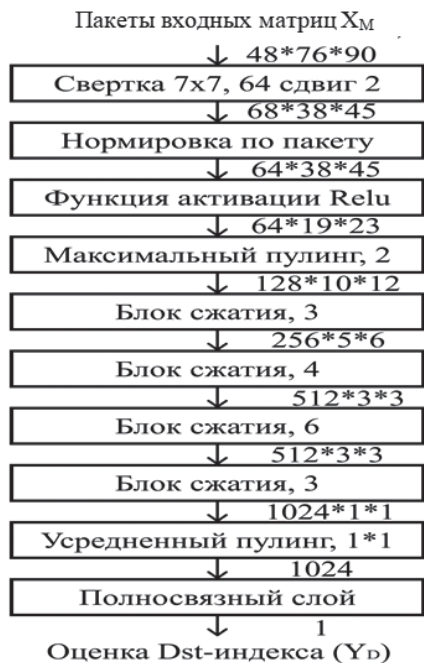 Пакеты входных матриц X_M
48*76*90
Свертка 7x7, 64 сдвиг 2
68*38*45
Нормировка по пакету
64*38*45
Функция активации Relu
64*19*23
Максимальный пулинг, 2
128*10*12
Блок сжатия, 3
256*5*6
Блок сжатия, 4
512*3*3
Блок сжатия, 6
512*3*3
Блок сжатия, 3
1024*1*1
Усредненный пулинг, 1*1
1024
Полносвязный слой
1
Оценка Dst-индекса (Y_D)